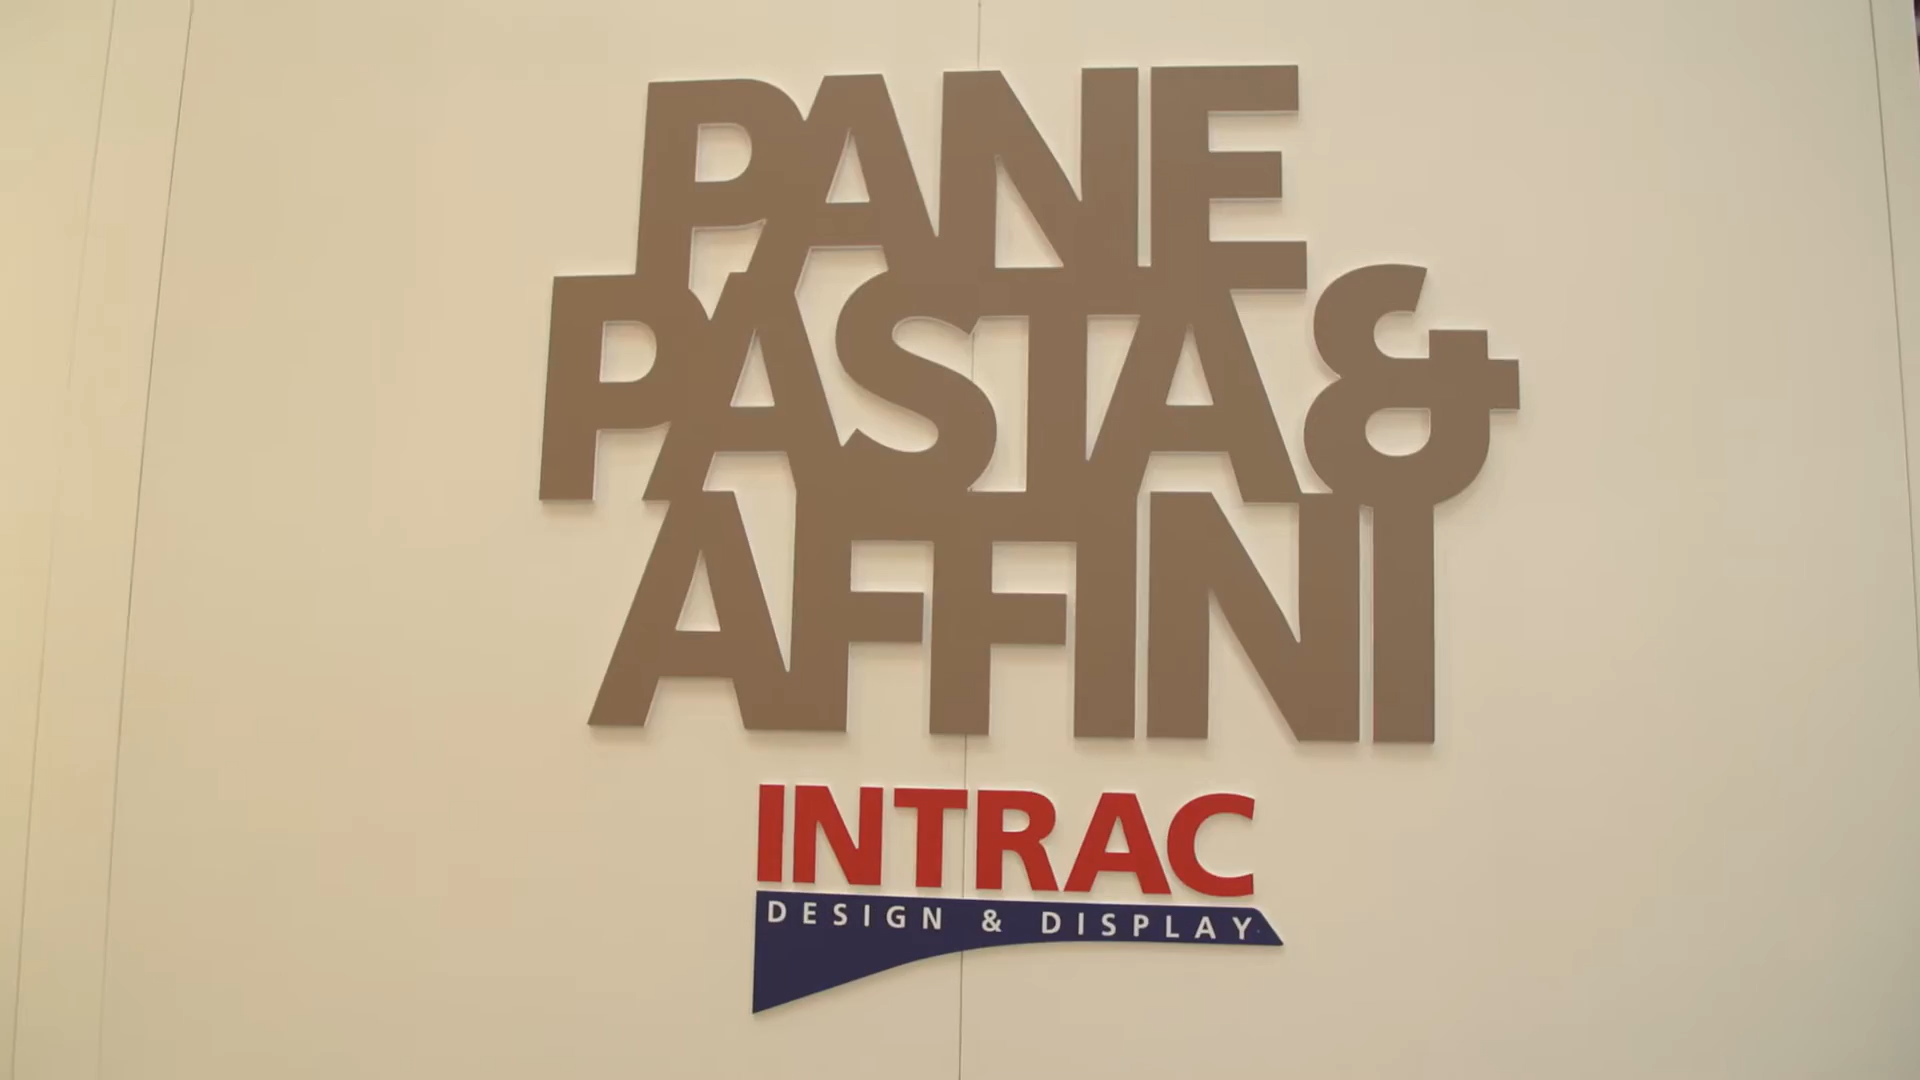 PANE
PASTA&
AFFINI
INTRAC
DESIGN & DISPLAY